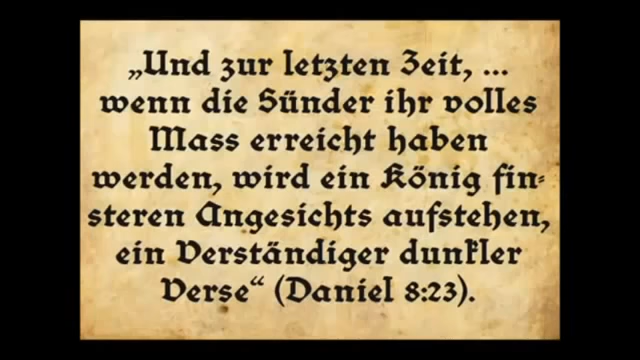 „Und zur letzten Zeit, ...
wenn die Sünder ihr volles
Mass erreicht haben
werden, wird ein König fin-
steren Angesichts aufstehen,
ein Verständiger dunkler
Verse“ (Daniel 8:23).